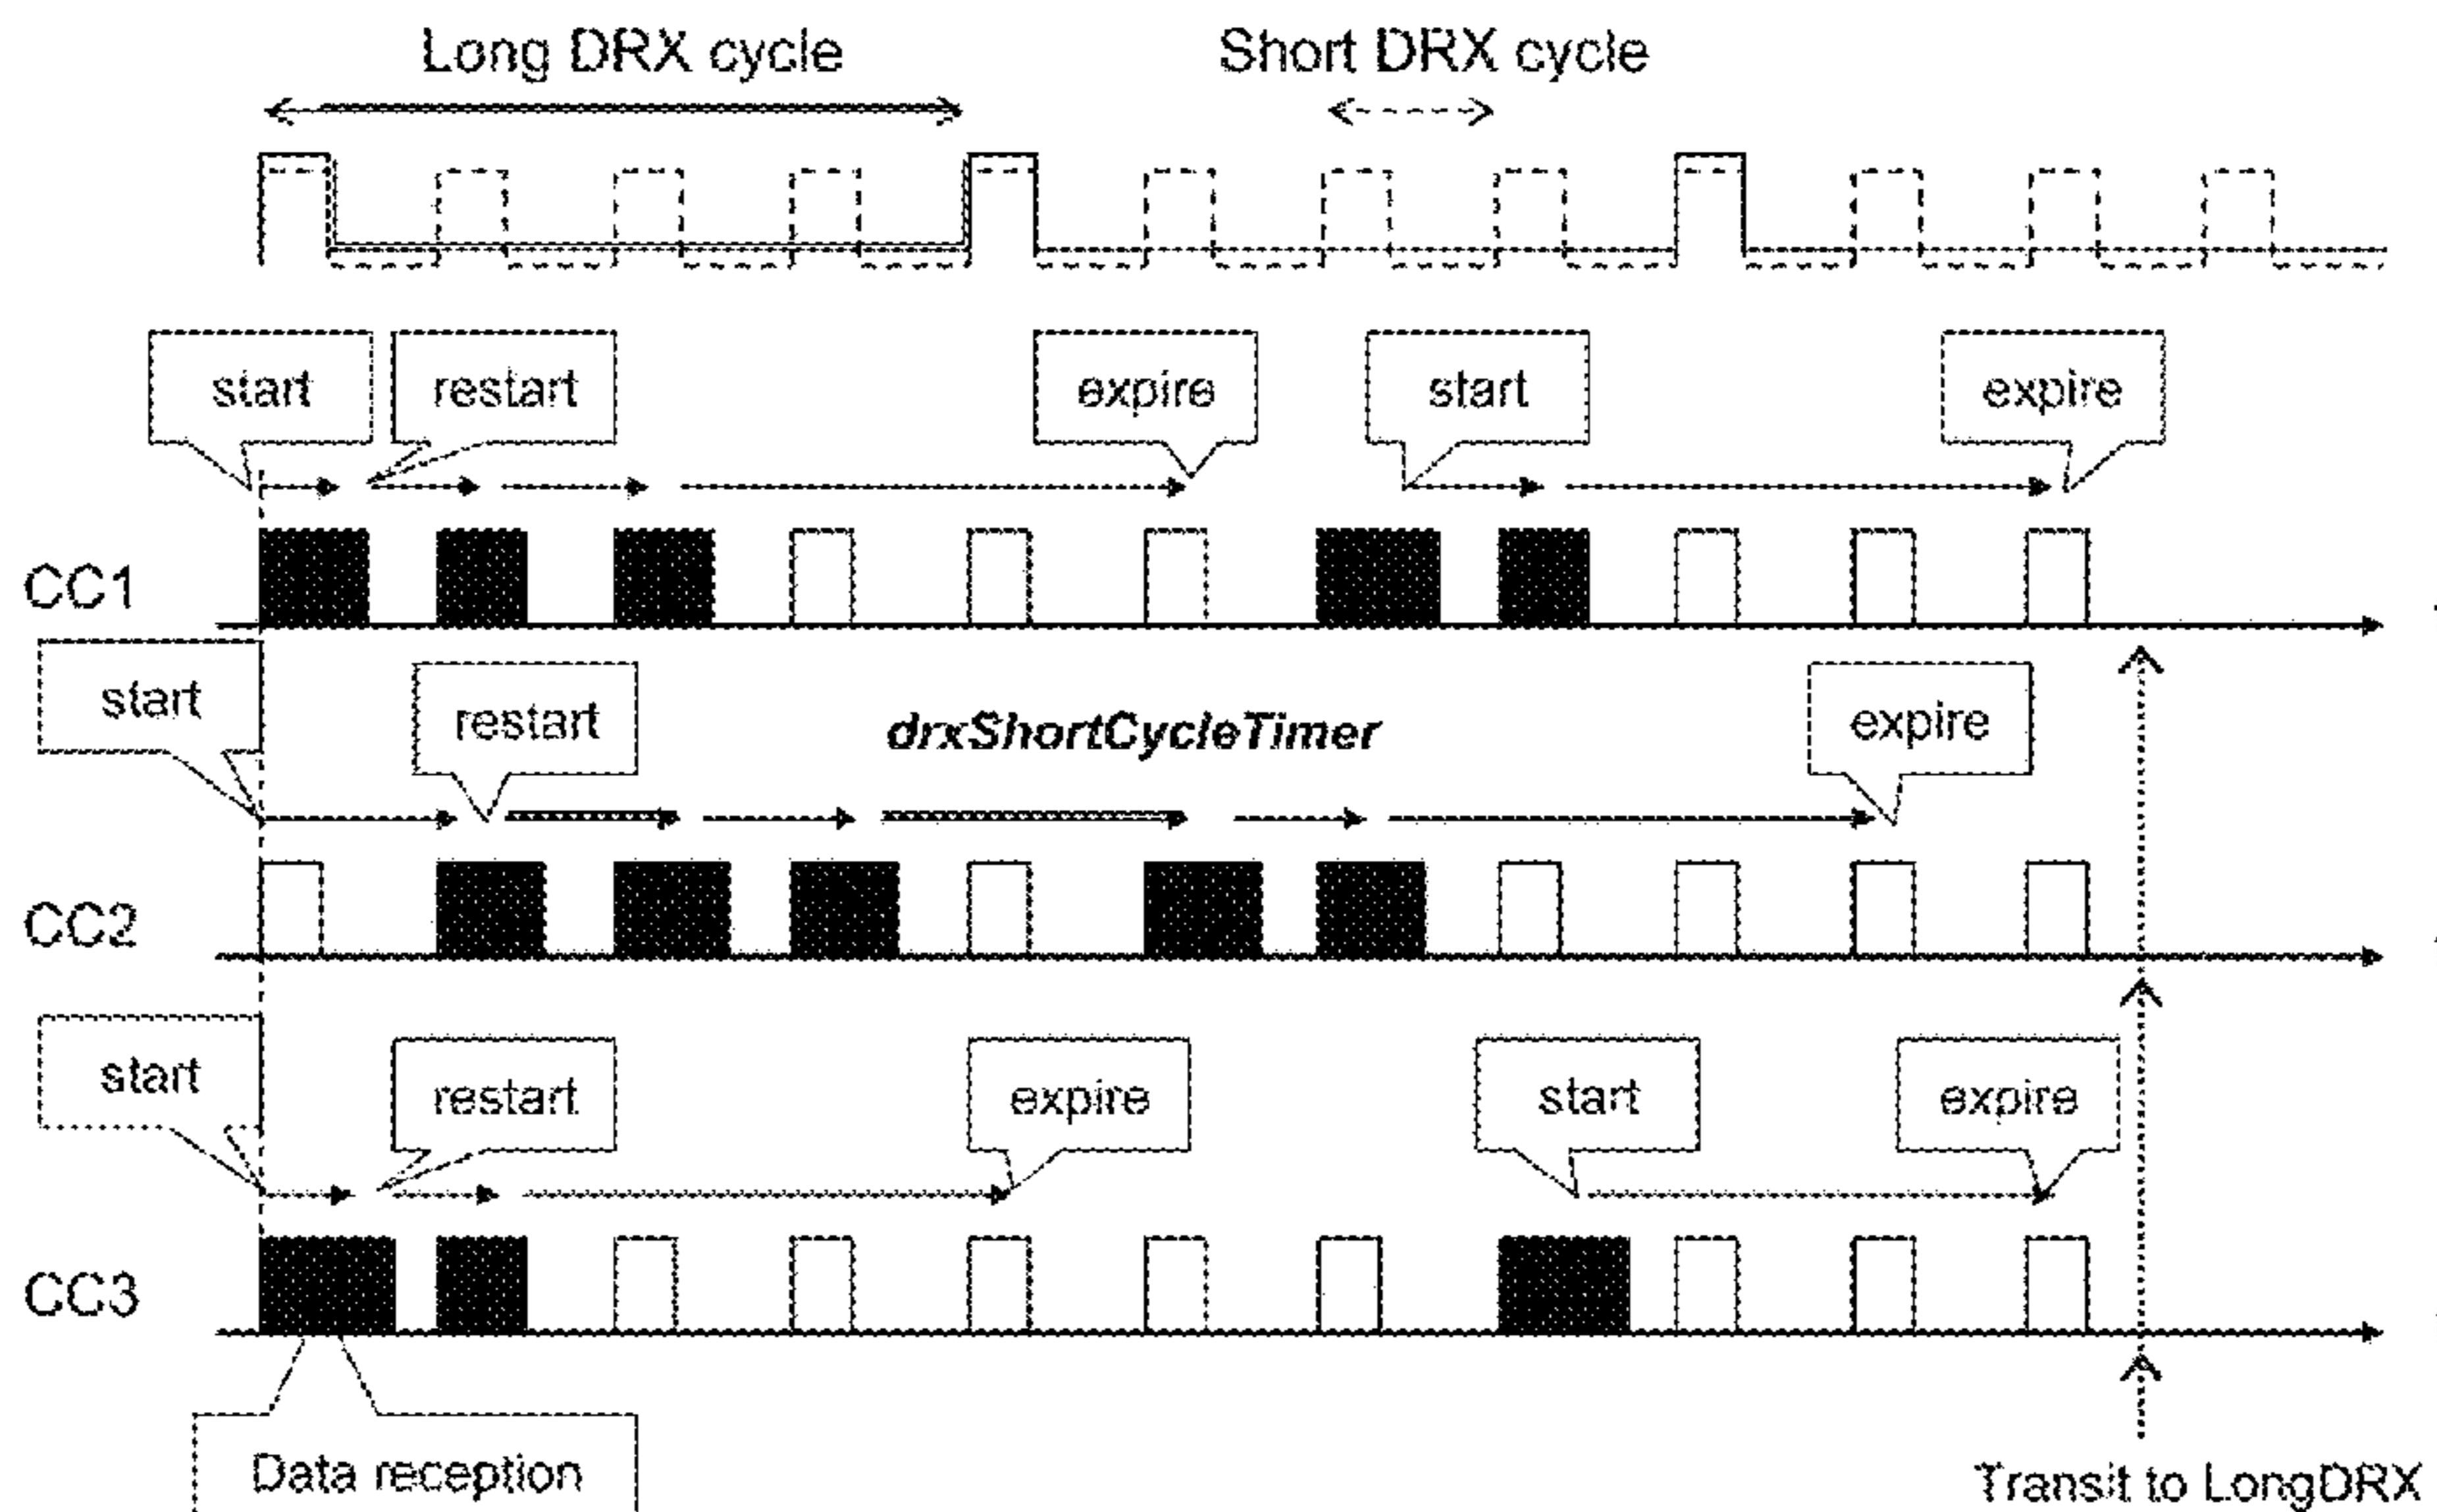 Long DRX cycle
Short DRX cycle
start
restart
expire
start
expire
CC1
start
restart
drxShortCycleTimer
expire
CC2
start
restart
expire
start
expire
CC3
Data reception
Transit to LongDRX